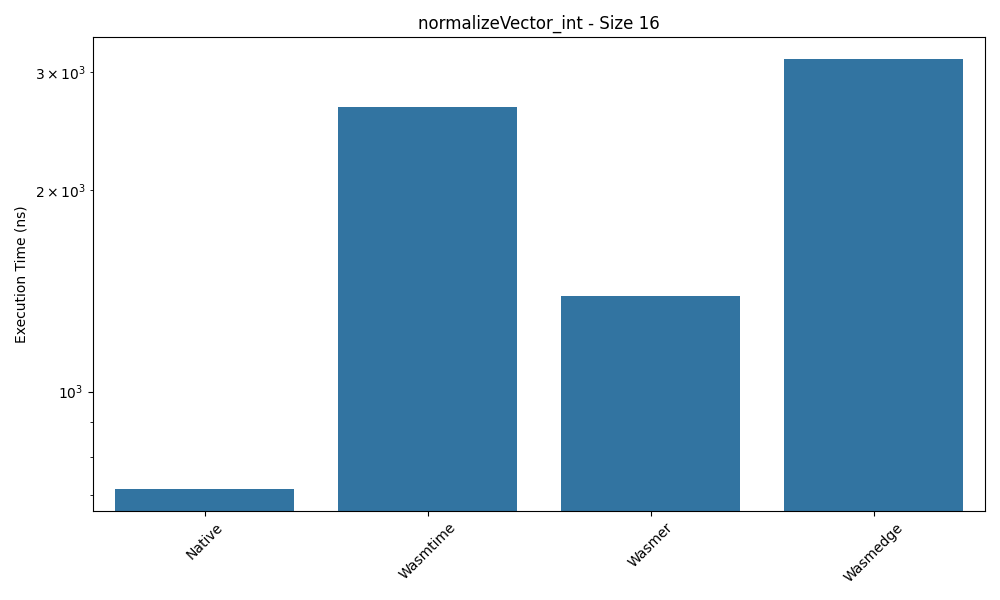 normalizeVector_int - Size 16
Execution Time (ns)
3 × 10³
2 × 10³
10³
Native
Wasmtime
Wasmer
Wasmedge